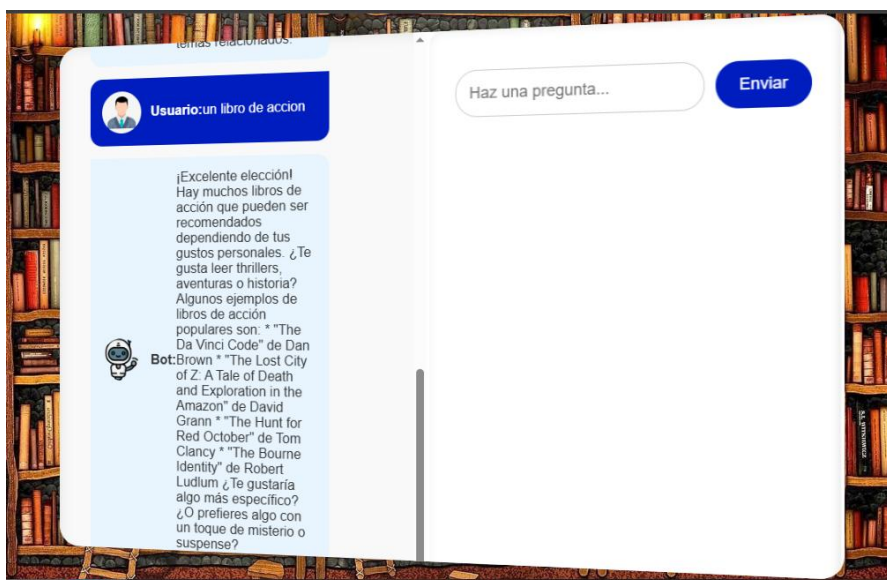 temas relacionados.
Usuario:un libro de accion
¡Excelente elección!
Hay muchos libros de
acción que pueden ser
recomendados
dependiendo de tus
gustos personales. ¿Te
gusta leer thrillers,
aventuras o historia?
Algunos ejemplos de
libros de acción
populares son: * "The
Da Vinci Code" de Dan
Bot:Brown * "The Lost City
of Z: A Tale of Death
and Exploration in the
Amazon" de David
Grann * "The Hunt for
Red October" de Tom
Clancy * "The Bourne
Identity" de Robert
Ludlum ¿Te gustaría
algo más específico?
¿O prefieres algo con
un toque de misterio o
suspense?
Haz una pregunta...
Enviar